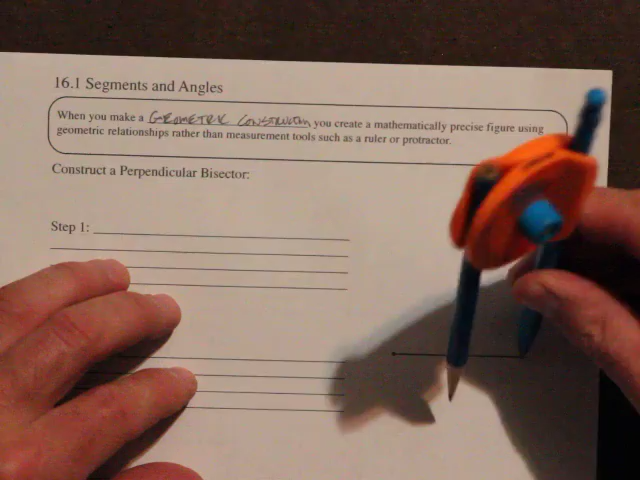 16.1 Segments and Angles
When you make a GEOMETRIC CONSTRUCTION you create a mathematically precise figure using
geometric relationships rather than measurement tools such as a ruler or protractor.
Construct a Perpendicular Bisector:
Step 1: